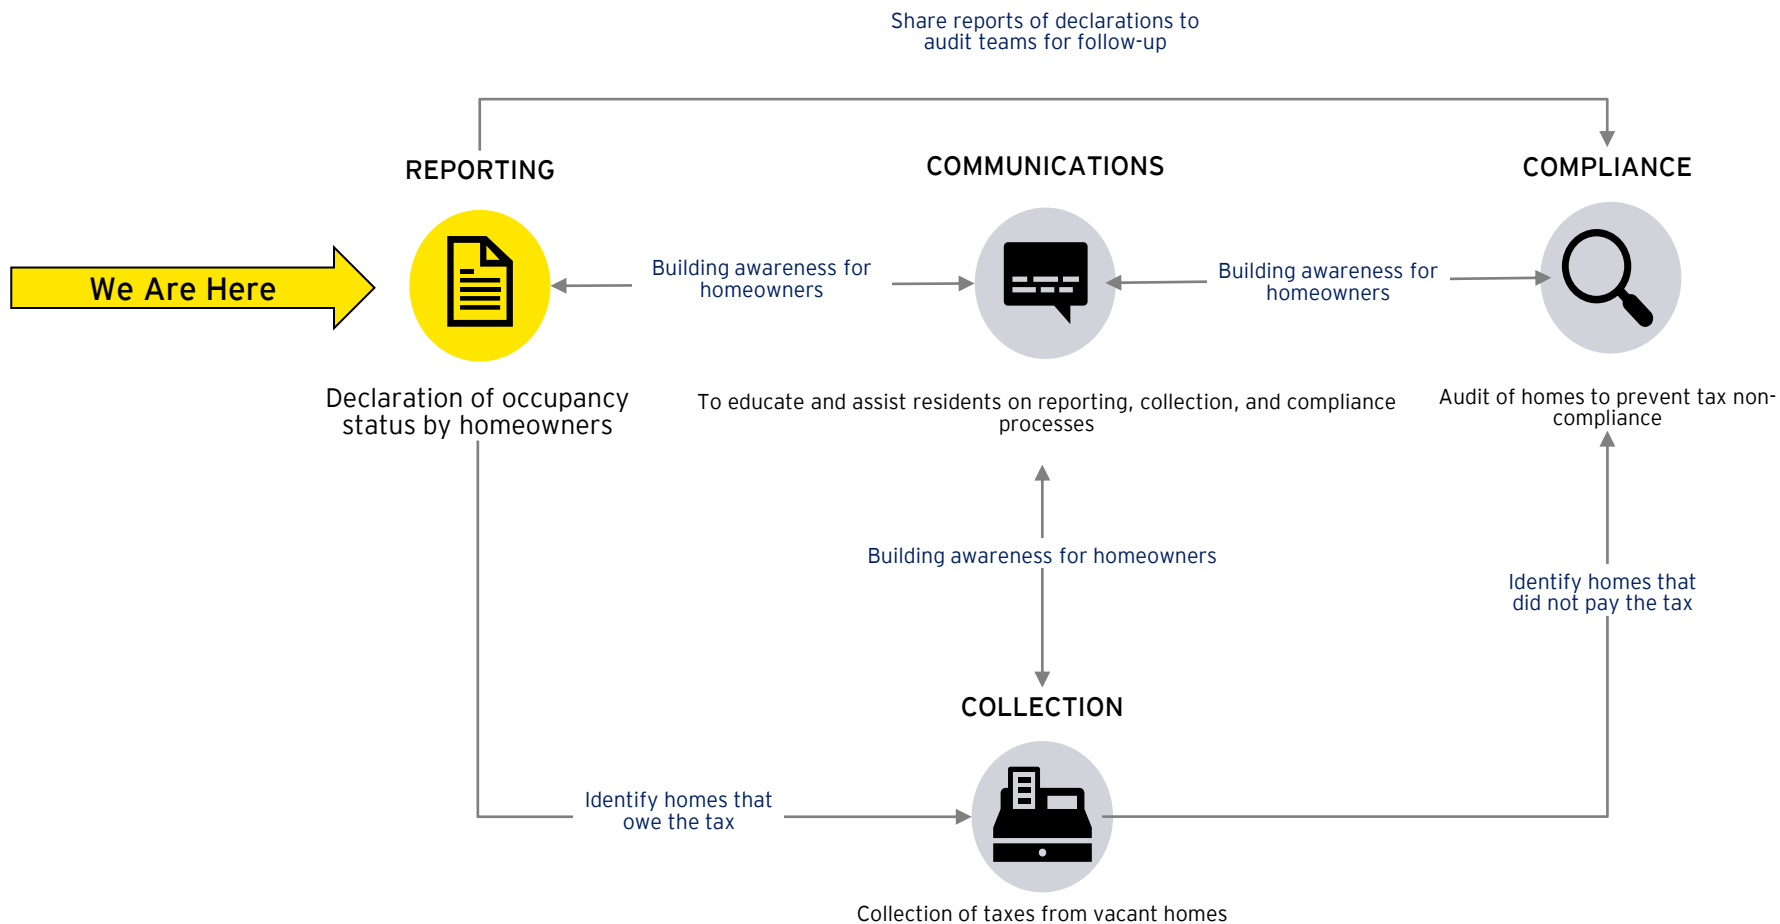 Share reports of declarations to
audit teams for follow-up
REPORTING
COMMUNICATIONS
COMPLIANCE
We Are Here
Building awareness for
homeowners
Building awareness for
homeowners
Declaration of occupancy
status by homeowners
To educate and assist residents on reporting, collection, and compliance
processes
Audit of homes to prevent tax non-
compliance
Building awareness for homeowners
Identify homes that
did not pay the tax
COLLECTION
Identify homes that
owe the tax
Collection of taxes from vacant homes